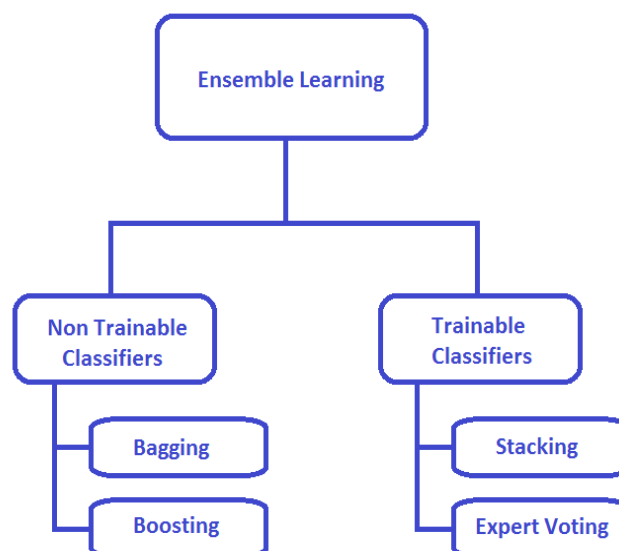 Ensemble Learning
Non Trainable
Classifiers
Bagging
Boosting
Trainable
Classifiers
Stacking
Expert Voting